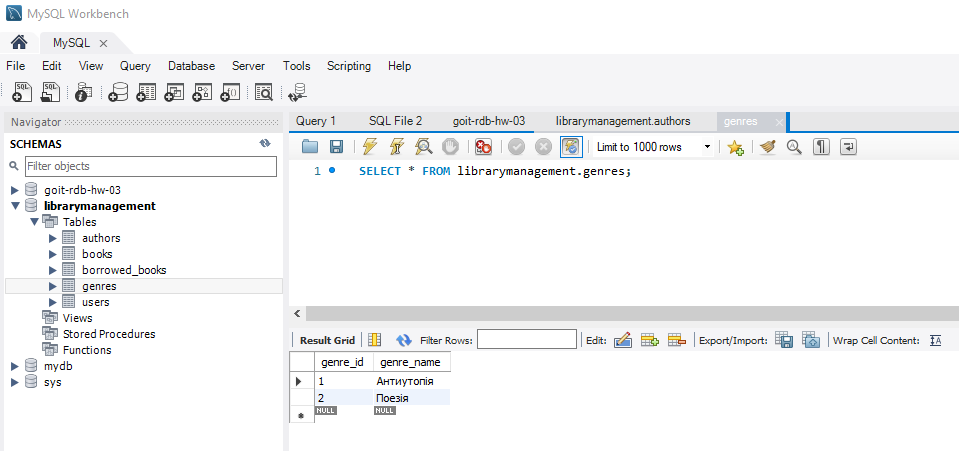 MySQL Workbench
MySQL ×
File Edit View Query Database Server Tools Scripting Help
Navigator
SCHEMAS
Filter objects
goit-rdb-hw-03
librarymanagement
Tables
authors
books
borrowed_books
genres
users
Views
Stored Procedures
Functions
mydb
sys
Query 1 SQL File 2 goit-rdb-hw-03 librarymanagement.authors genres ×
Limit to 1000 rows
1 SELECT * FROM librarymanagement.genres;
Result Grid Filter Rows: Edit: Export/Import: Wrap Cell Content: IA
genre_id genre_name
1 Антиутопія
2 Поезія
NULL NULL